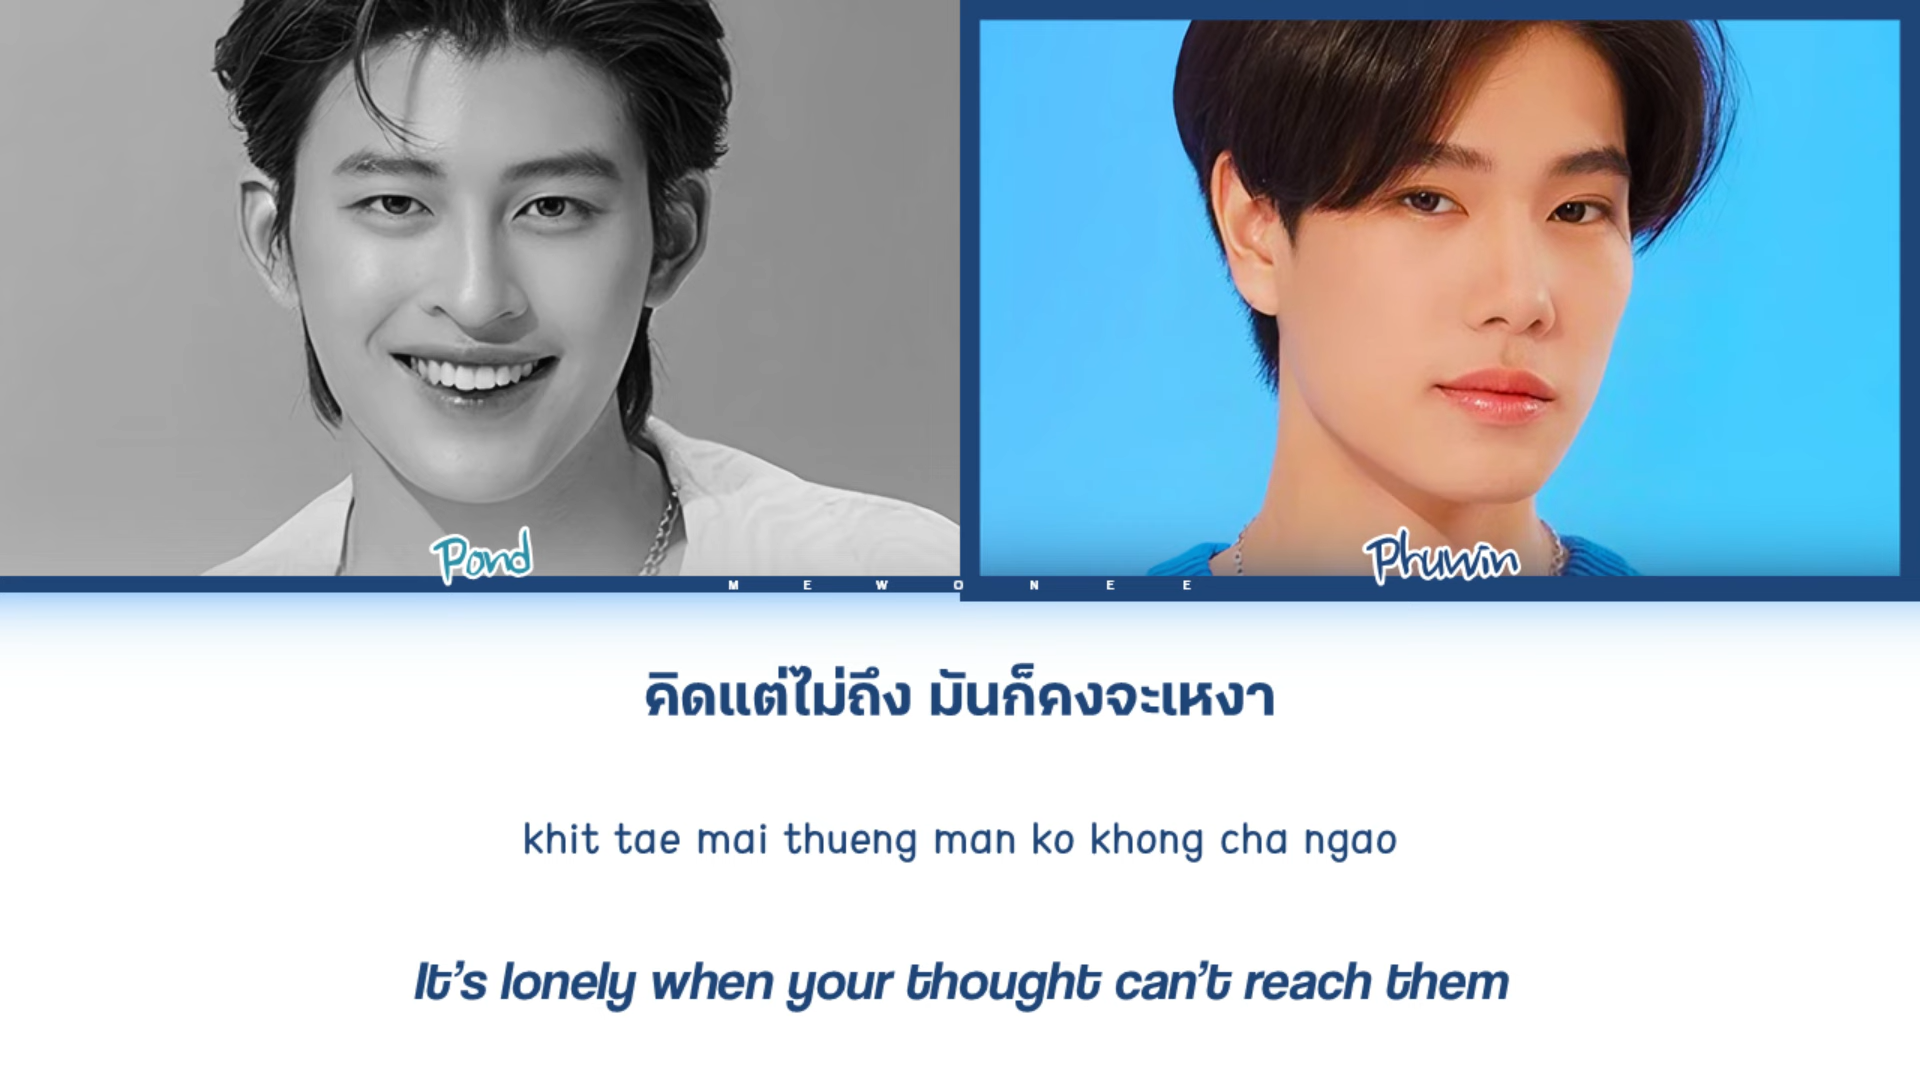 Pond
Phuwin
MEWONEE
คิดแต่ไม่ถึง มันก็คงจะเหงา
khit tae mai thueng man ko khong cha ngao
It's lonely when your thought can't reach them